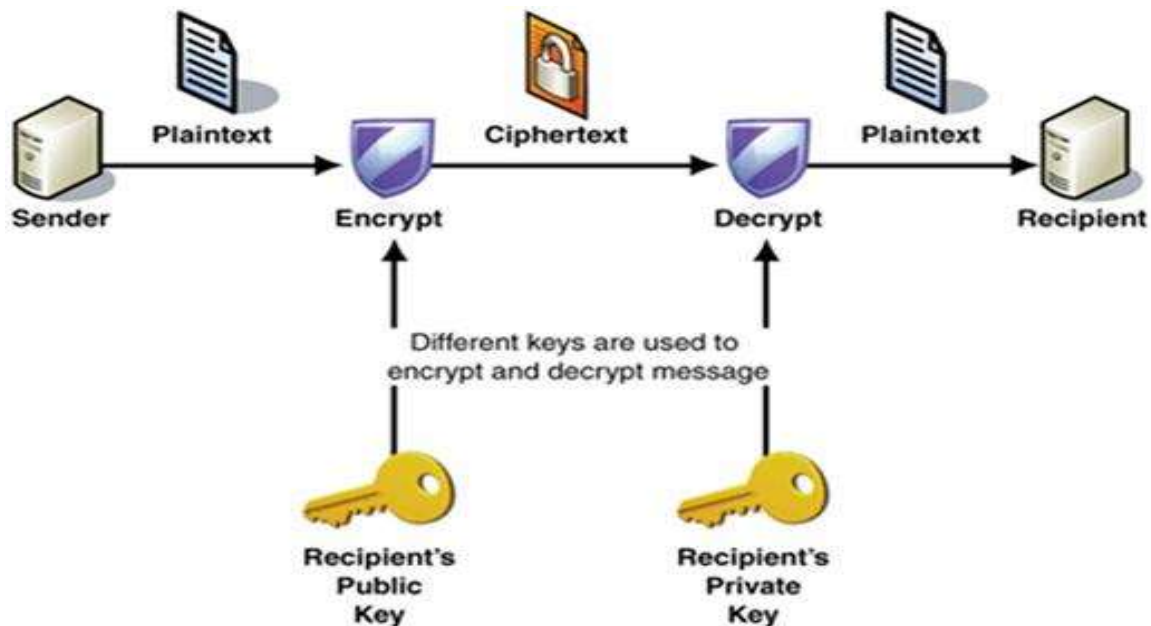 Plaintext
Ciphertext
Plaintext
Sender
Encrypt
Decrypt
Recipient
Different keys are used to
encrypt and decrypt message
Recipient's
Public
Key
Recipient's
Private
Key